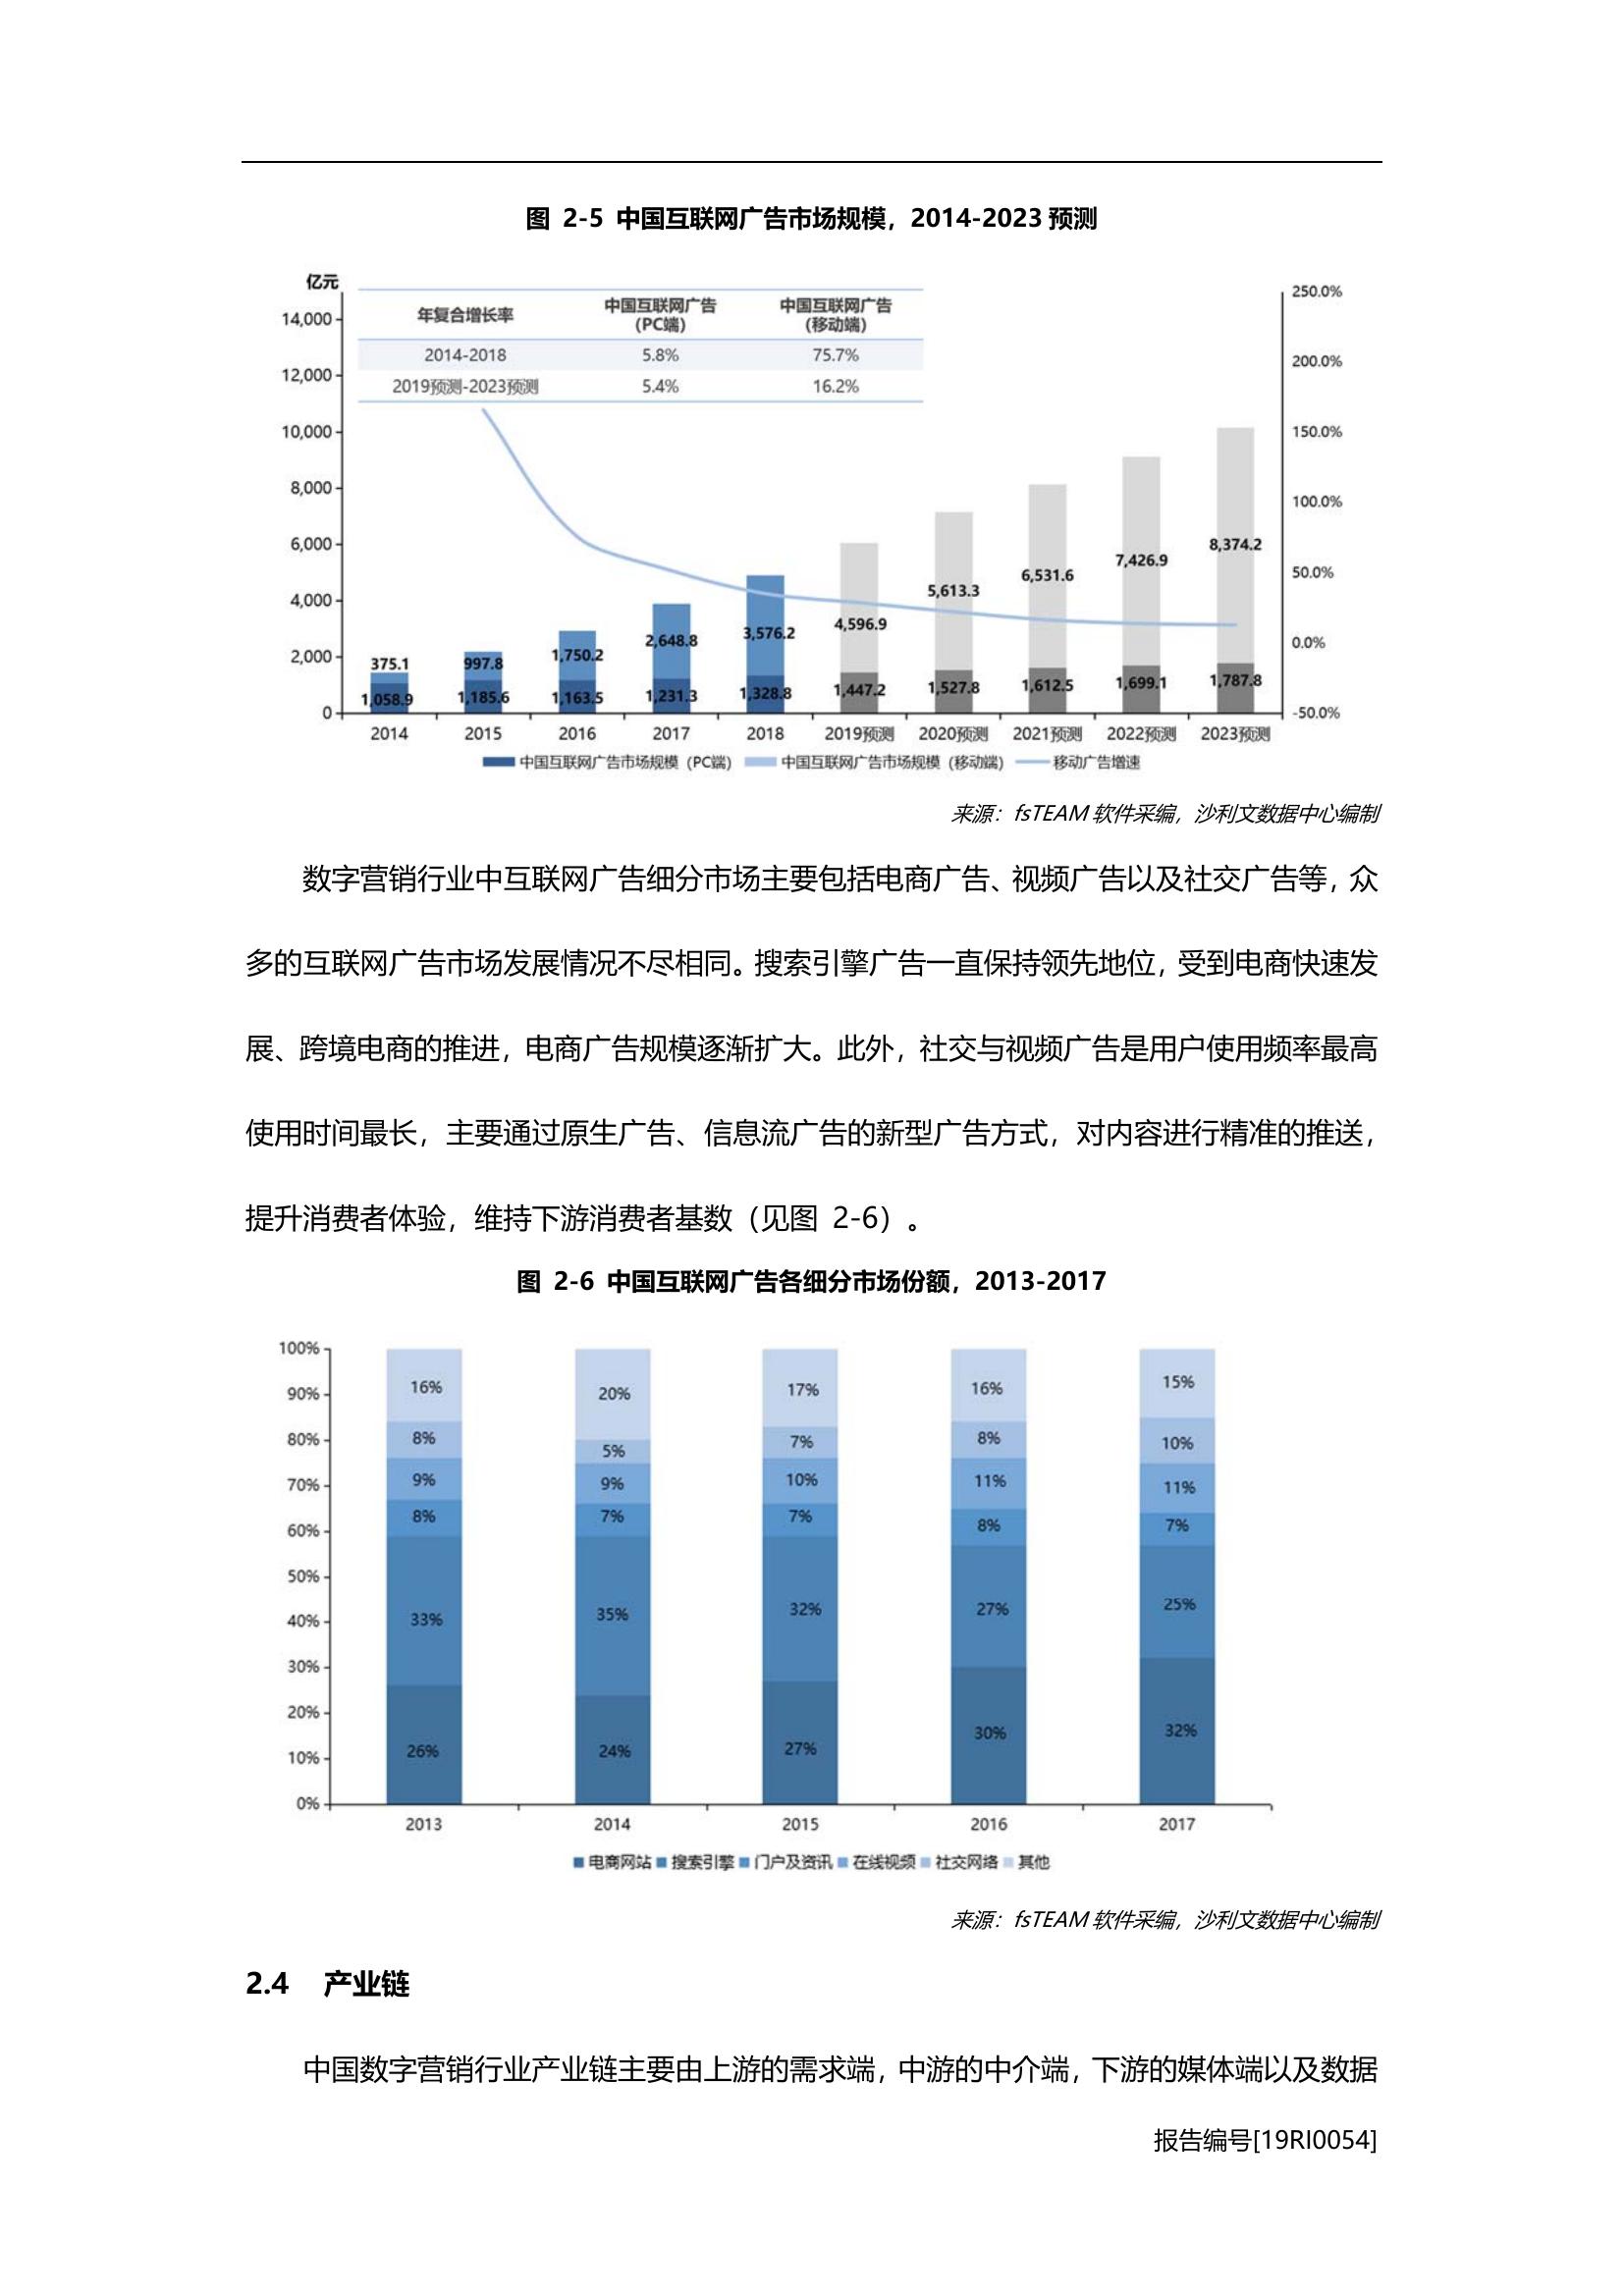 图 2-5 中国互联网广告市场规模，2014-2023 预测
亿元
年复合增长率 中国互联网广告（PC端） 中国互联网广告（移动端）
2014-2018 5.8% 75.7%
2019预测-2023预测 5.4% 16.2%
14,000
12,000
10,000
8,000
6,000
4,000
2,000
0
250.0%
200.0%
150.0%
100.0%
50.0%
0.0%
-50.0%
375.1 997.8 1,750.2 2,648.8 3,576.2 4,596.9 5,613.3 6,531.6 7,426.9 8,374.2
1,058.9 1,185.6 1,163.5 1,231.3 1,328.8 1,447.2 1,527.8 1,612.5 1,699.1 1,787.8
2014 2015 2016 2017 2018 2019预测 2020预测 2021预测 2022预测 2023预测
中国互联网广告市场规模（PC端） 中国互联网广告市场规模（移动端） 移动广告增速
来源：fsTEAM 软件采编，沙利文数据中心编制
数字营销行业中互联网广告细分市场主要包括电商广告、视频广告以及社交广告等，众
多的互联网广告市场发展情况不尽相同。搜索引擎广告一直保持领先地位，受到电商快速发
展、跨境电商的推进，电商广告规模逐渐扩大。此外，社交与视频广告是用户使用频率最高
使用时间最长，主要通过原生广告、信息流广告的新型广告方式，对内容进行精准的推送，
提升消费者体验，维持下游消费者基数（见图 2-6）。
图 2-6 中国互联网广告各细分市场份额，2013-2017
100%
90%
80%
70%
60%
50%
40%
30%
20%
10%
0%
16% 20% 17% 16% 15%
8% 5% 7% 8% 10%
9% 9% 10% 11% 11%
8% 7% 7% 8% 7%
33% 35% 32% 27% 25%
26% 24% 27% 30% 32%
2013 2014 2015 2016 2017
电商网站 搜索引擎 门户及资讯 在线视频 社交网络 其他
来源：fsTEAM 软件采编，沙利文数据中心编制
2.4 产业链
中国数字营销行业产业链主要由上游的需求端，中游的中介端，下游的媒体端以及数据
报告编号[19RI0054]